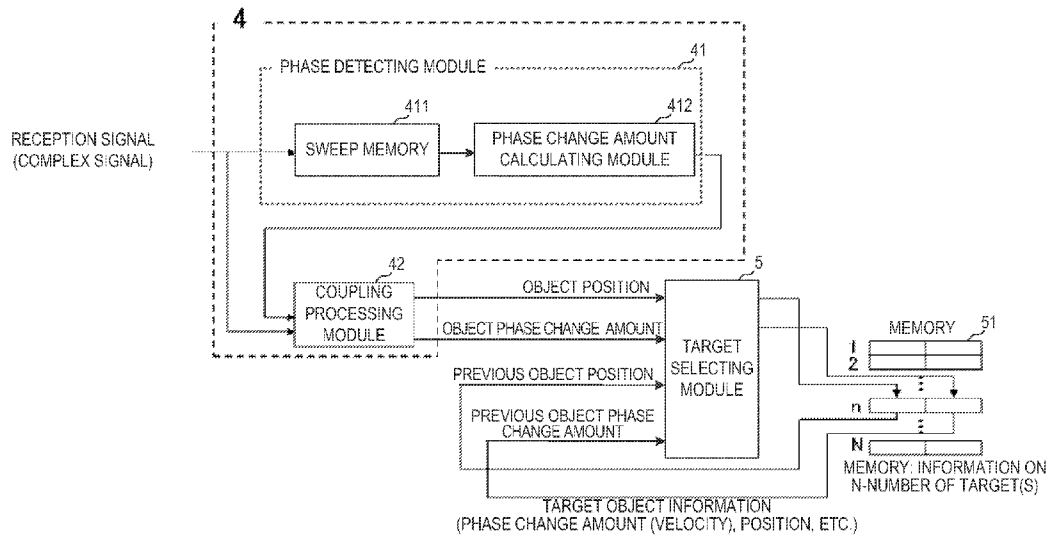 4
41
PHASE DETECTING MODULE
411
412
RECEPTION SIGNAL
(COMPLEX SIGNAL)
SWEEP MEMORY
PHASE CHANGE AMOUNT
CALCULATING MODULE
42
5
COUPLING
PROCESSING
MODULE
OBJECT POSITION
OBJECT PHASE CHANGE AMOUNT
PREVIOUS OBJECT POSITION
PREVIOUS OBJECT PHASE
CHANGE AMOUNT
TARGET
SELECTING
MODULE
MEMORY
51
1
2
n
N
MEMORY: INFORMATION ON
N-NUMBER OF TARGET(S)
TARGET OBJECT INFORMATION
(PHASE CHANGE AMOUNT (VELOCITY), POSITION, ETC.)